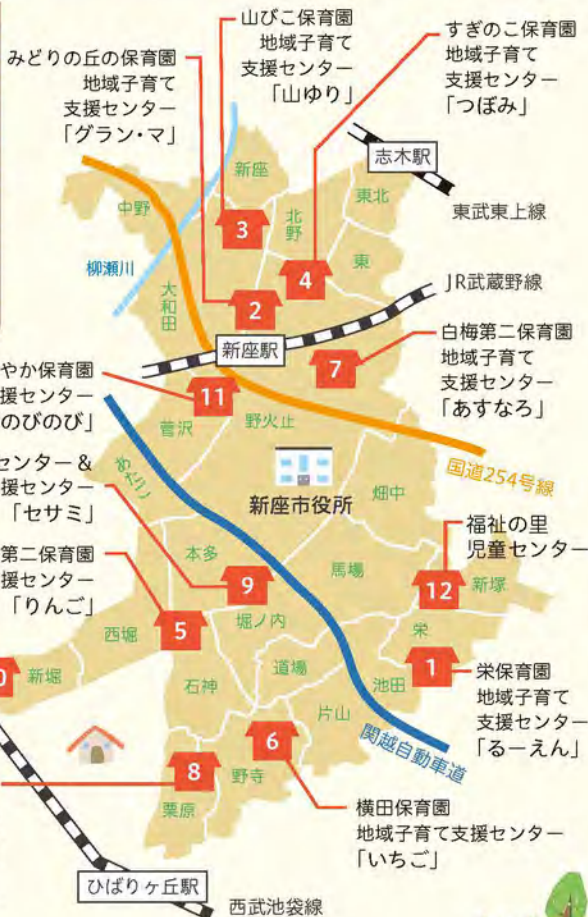 山びこ保育園
地域子育て
支援センター
「山ゆり」
すぎのこ保育園
地域子育て
支援センター
「つぼみ」
みどりの丘の保育園
地域子育て
支援センター
「グラン・マ」
志木駅
東武東上線
新座
中野
北野
東北
東
3
4
2
柳瀬川
大和田
JR武蔵野線
新座駅
白梅第二保育園
地域子育て
支援センター
「あすなろ」
7
やか保育園
援センター
のびのび」
11
菅沢
野火止
国道254号線
あたご
センター&
援センター
「セサミ」
新座市役所
畑中
福祉の里
児童センター
第二保育園
援センター
「りんご」
本多
9
馬場
12
新塚
西堀
5
堀ノ内
栄
0
新堀
石神
道場
池田
1
栄保育園
地域子育て
支援センター
「るーえん」
片山
関越自動車道
6
8
野寺
栗原
横田保育園
地域子育て支援センター
「いちご」
ひばりヶ丘駅
西武池袋線